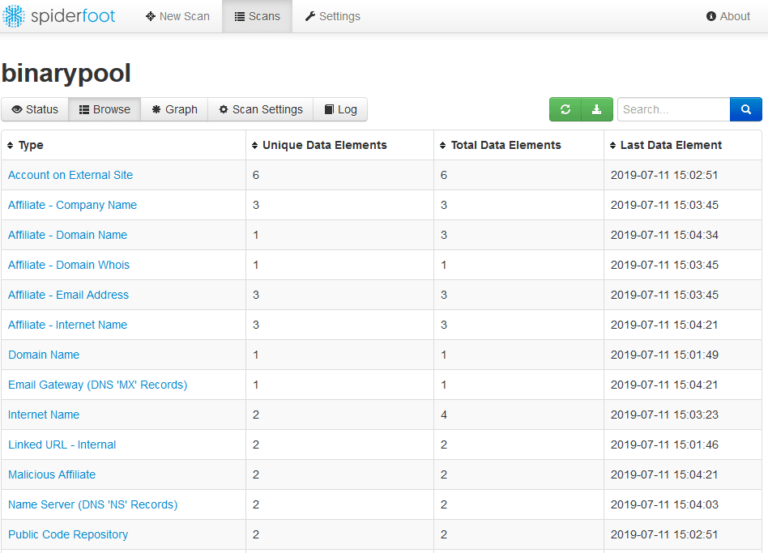 spiderfoot New Scan Scans Settings About
binarypool
Status Browse Graph Scan Settings Log Search...
Type Unique Data Elements Total Data Elements Last Data Element
Account on External Site 6 6 2019-07-11 15:02:51
Affiliate - Company Name 3 3 2019-07-11 15:03:45
Affiliate - Domain Name 1 3 2019-07-11 15:04:34
Affiliate - Domain Whois 1 1 2019-07-11 15:03:45
Affiliate - Email Address 3 3 2019-07-11 15:03:45
Affiliate - Internet Name 3 3 2019-07-11 15:04:21
Domain Name 1 1 2019-07-11 15:01:49
Email Gateway (DNS 'MX' Records) 1 1 2019-07-11 15:04:21
Internet Name 2 4 2019-07-11 15:03:23
Linked URL - Internal 2 2 2019-07-11 15:01:46
Malicious Affiliate 2 2 2019-07-11 15:04:21
Name Server (DNS 'NS' Records) 2 2 2019-07-11 15:04:03
Public Code Repository 2 2 2019-07-11 15:02:51